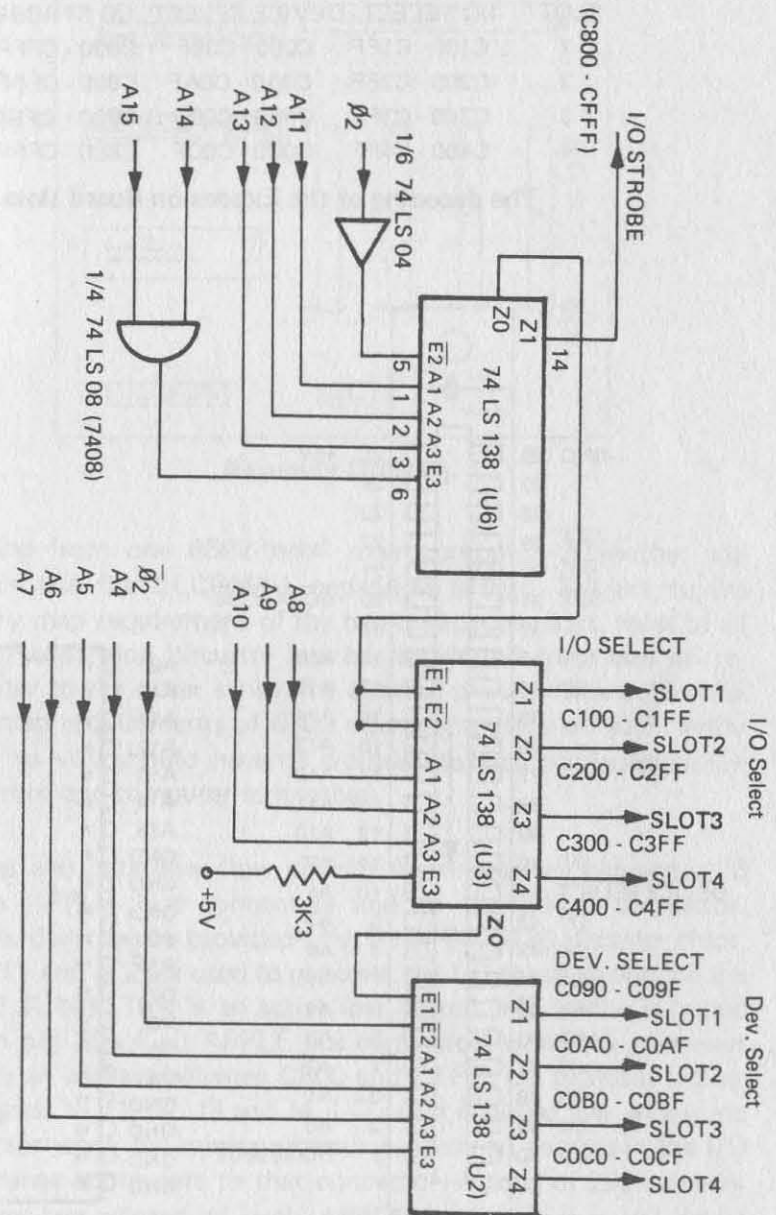 I/O STROBE
(C800 - CFFF)
1/6 74 LS 04
Ø2
A11
A12
A13
A14
A15
1/4 74 LS 08 (7408)
Z0
Z1
14
74 LS 138 (U6)
E2 A1 A2 A3 E3
5 1 2 3 6
I/O SELECT
I/O Select
SLOT1
C100 - C1FF
SLOT2
C200 - C2FF
SLOT3
C300 - C3FF
SLOT4
C400 - C4FF
Z1 Z2 Z3 Z4
74 LS 138 (U3)
E1 E2 A1 A2 A3 E3
Z0
A8
A9
A10
3K3
+5V
DEV. SELECT
Dev Select
C090 - C09F
SLOT1
C0A0 - C0AF
SLOT2
C0B0 - C0BF
SLOT3
C0C0 - C0CF
SLOT4
Z1 Z2 Z3 Z4
74 LS 138 (U2)
E1 E2 A1 A2 A3 E3
Ø2
A4
A5
A6
A7